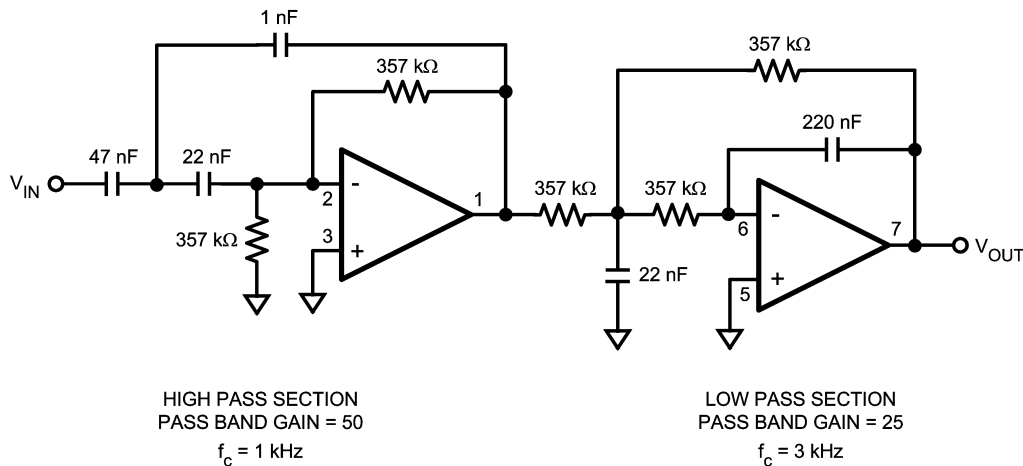 1 nF
357 kΩ
357 kΩ
47 nF
22 nF
220 nF
V_IN
-
2
1
357 kΩ
357 kΩ
-
6
7
357 kΩ
3
+
22 nF
+
5
V_OUT
HIGH PASS SECTION
PASS BAND GAIN = 50
f_c = 1 kHz
LOW PASS SECTION
PASS BAND GAIN = 25
f_c = 3 kHz